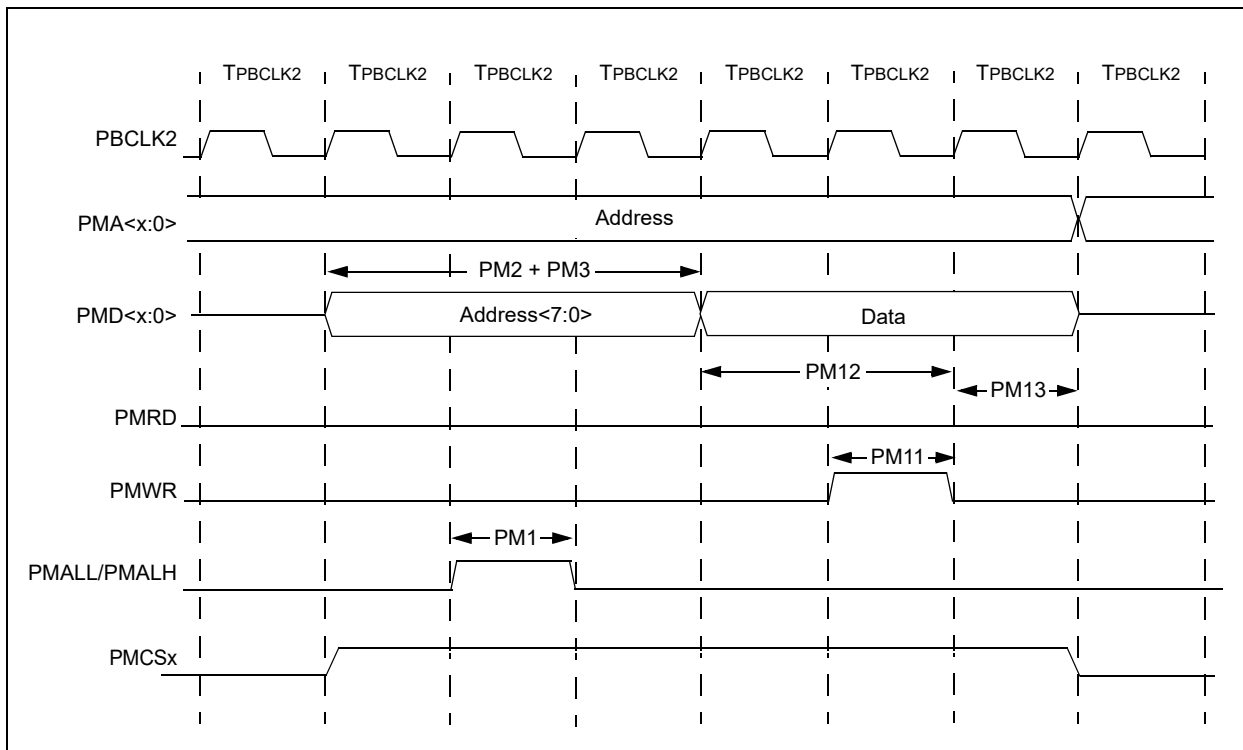 TPBCLK2 TPBCLK2 TPBCLK2 TPBCLK2 TPBCLK2 TPBCLK2 TPBCLK2 TPBCLK2
PBCLK2
PMA<x:0> Address
PM2 + PM3
PMD<x:0> Address<7:0> Data
PM12
PM13
PMRD
PM11
PMWR
PM1
PMALL/PMALH
PMCSx